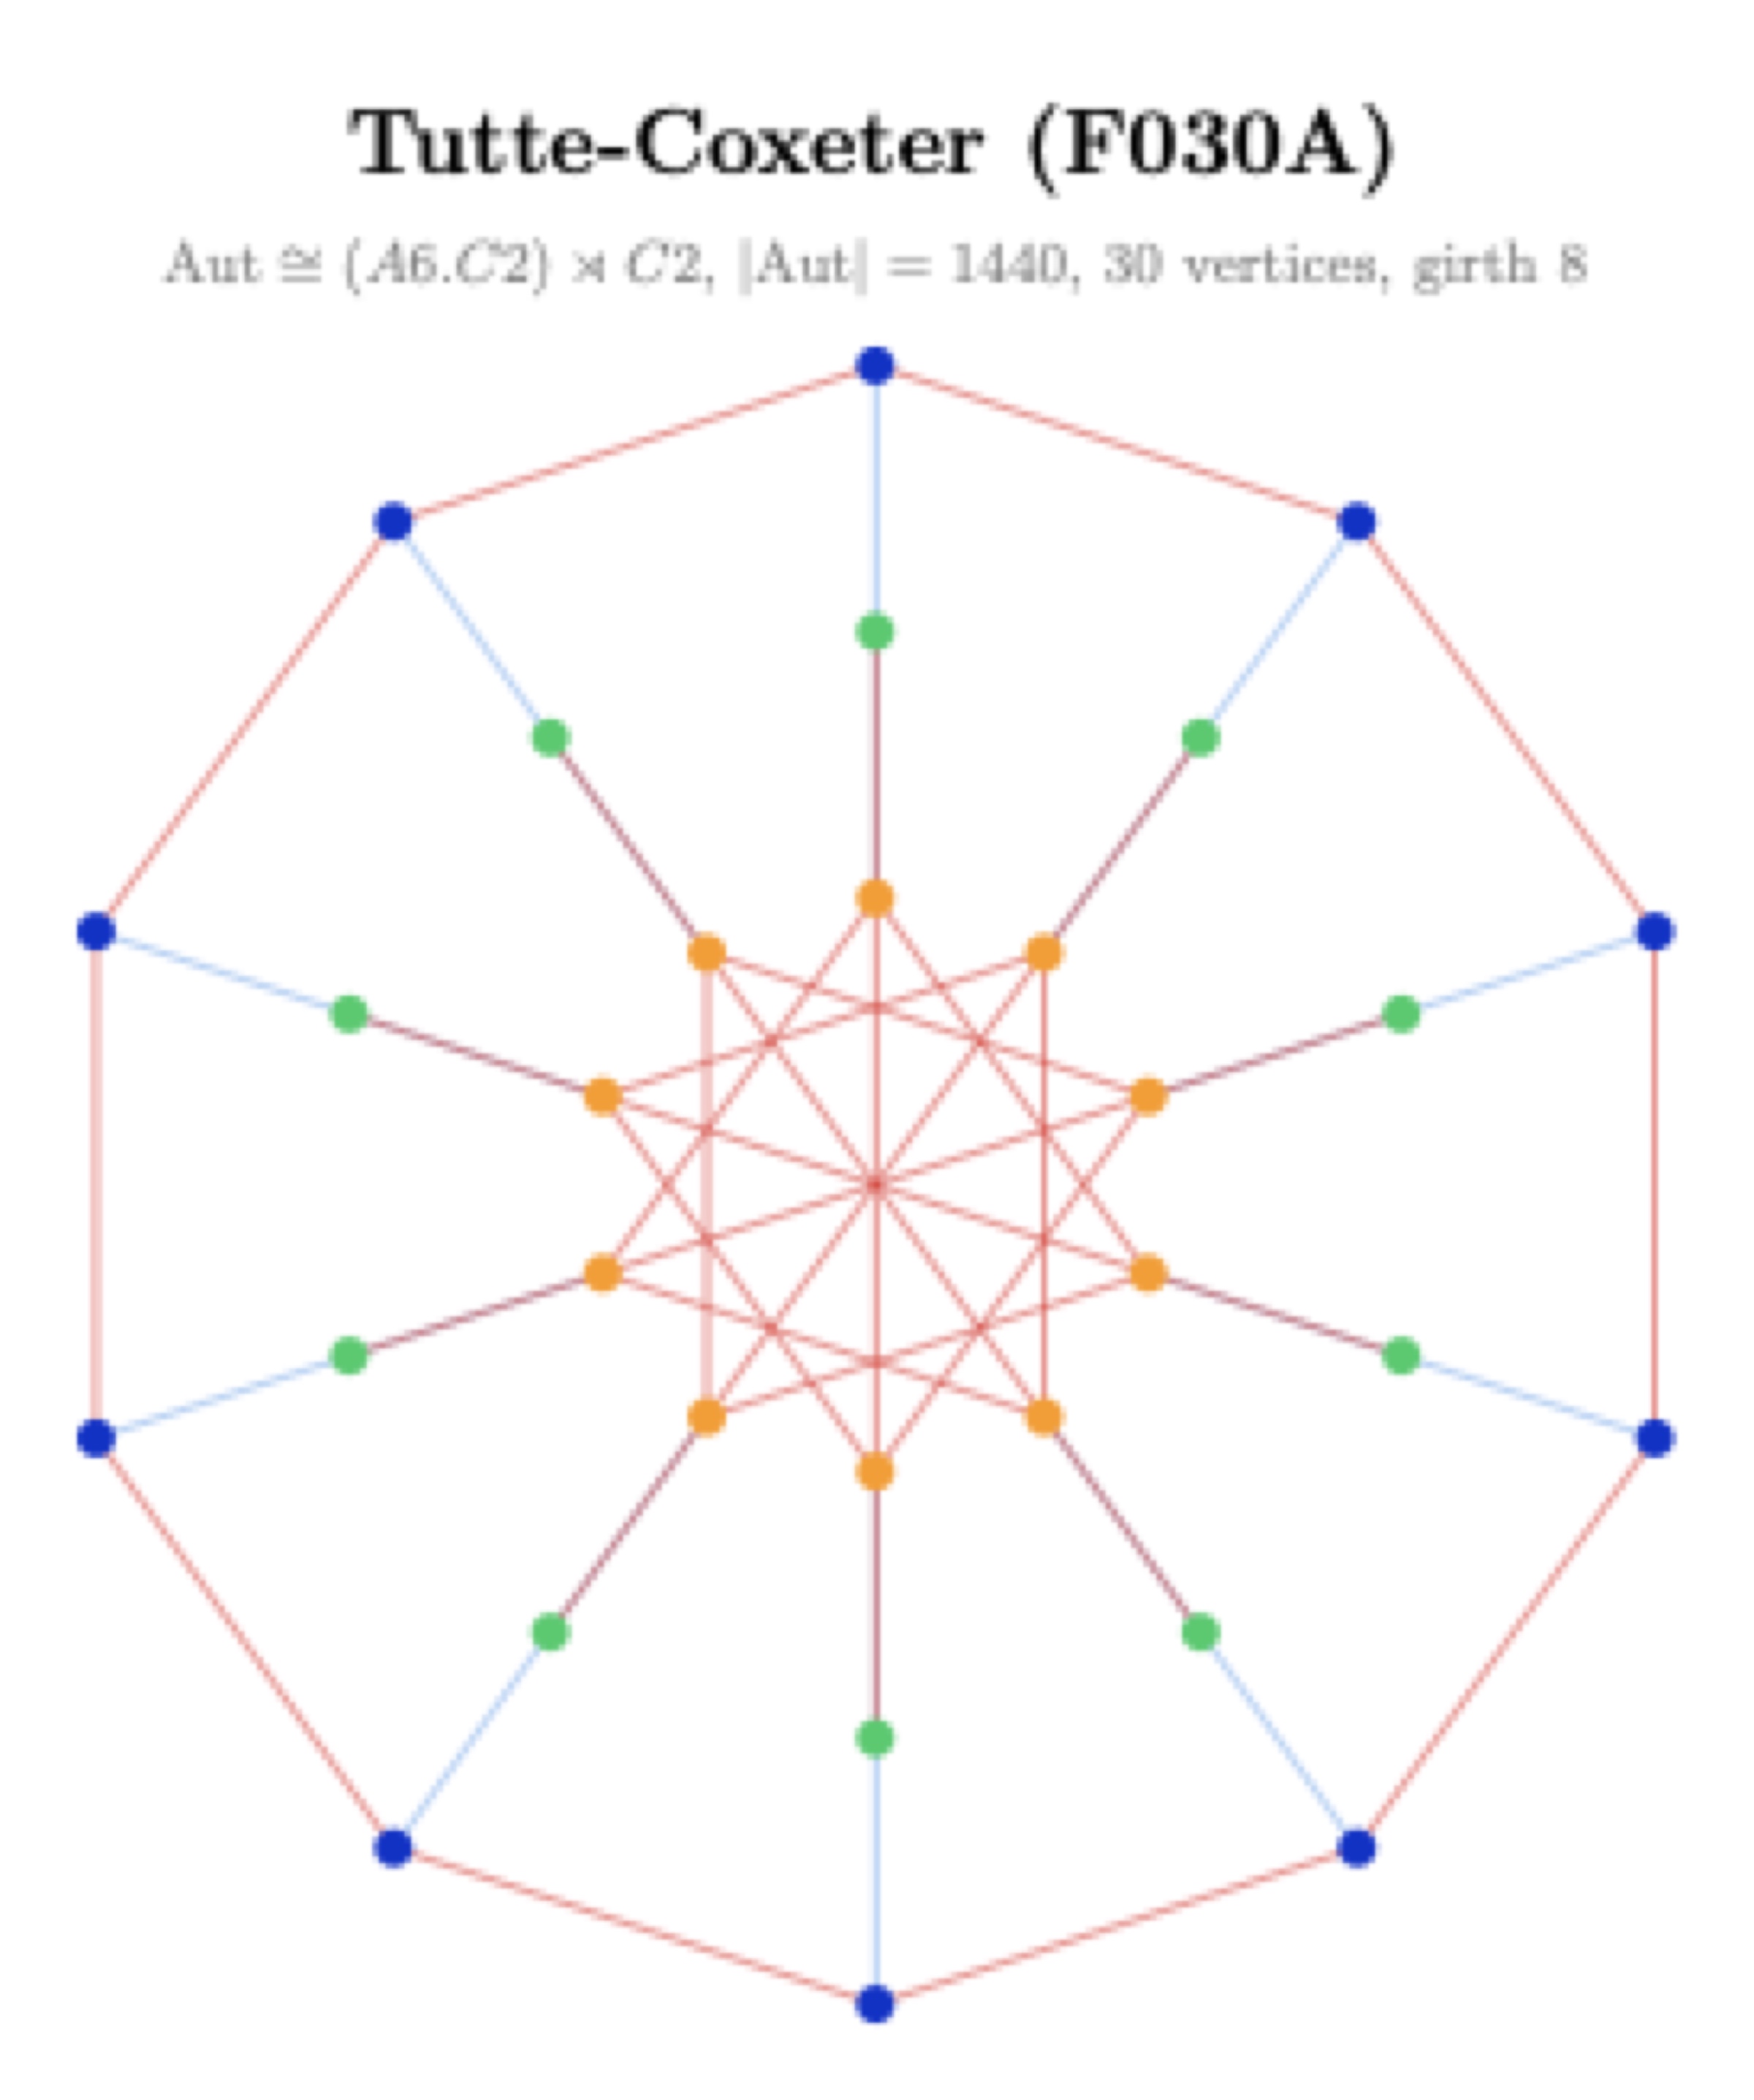 Tutte-Coxeter (F030A)
Aut ≅ (A6.C2) ⋊ C2, |Aut| = 1440, 30 vertices, girth 8